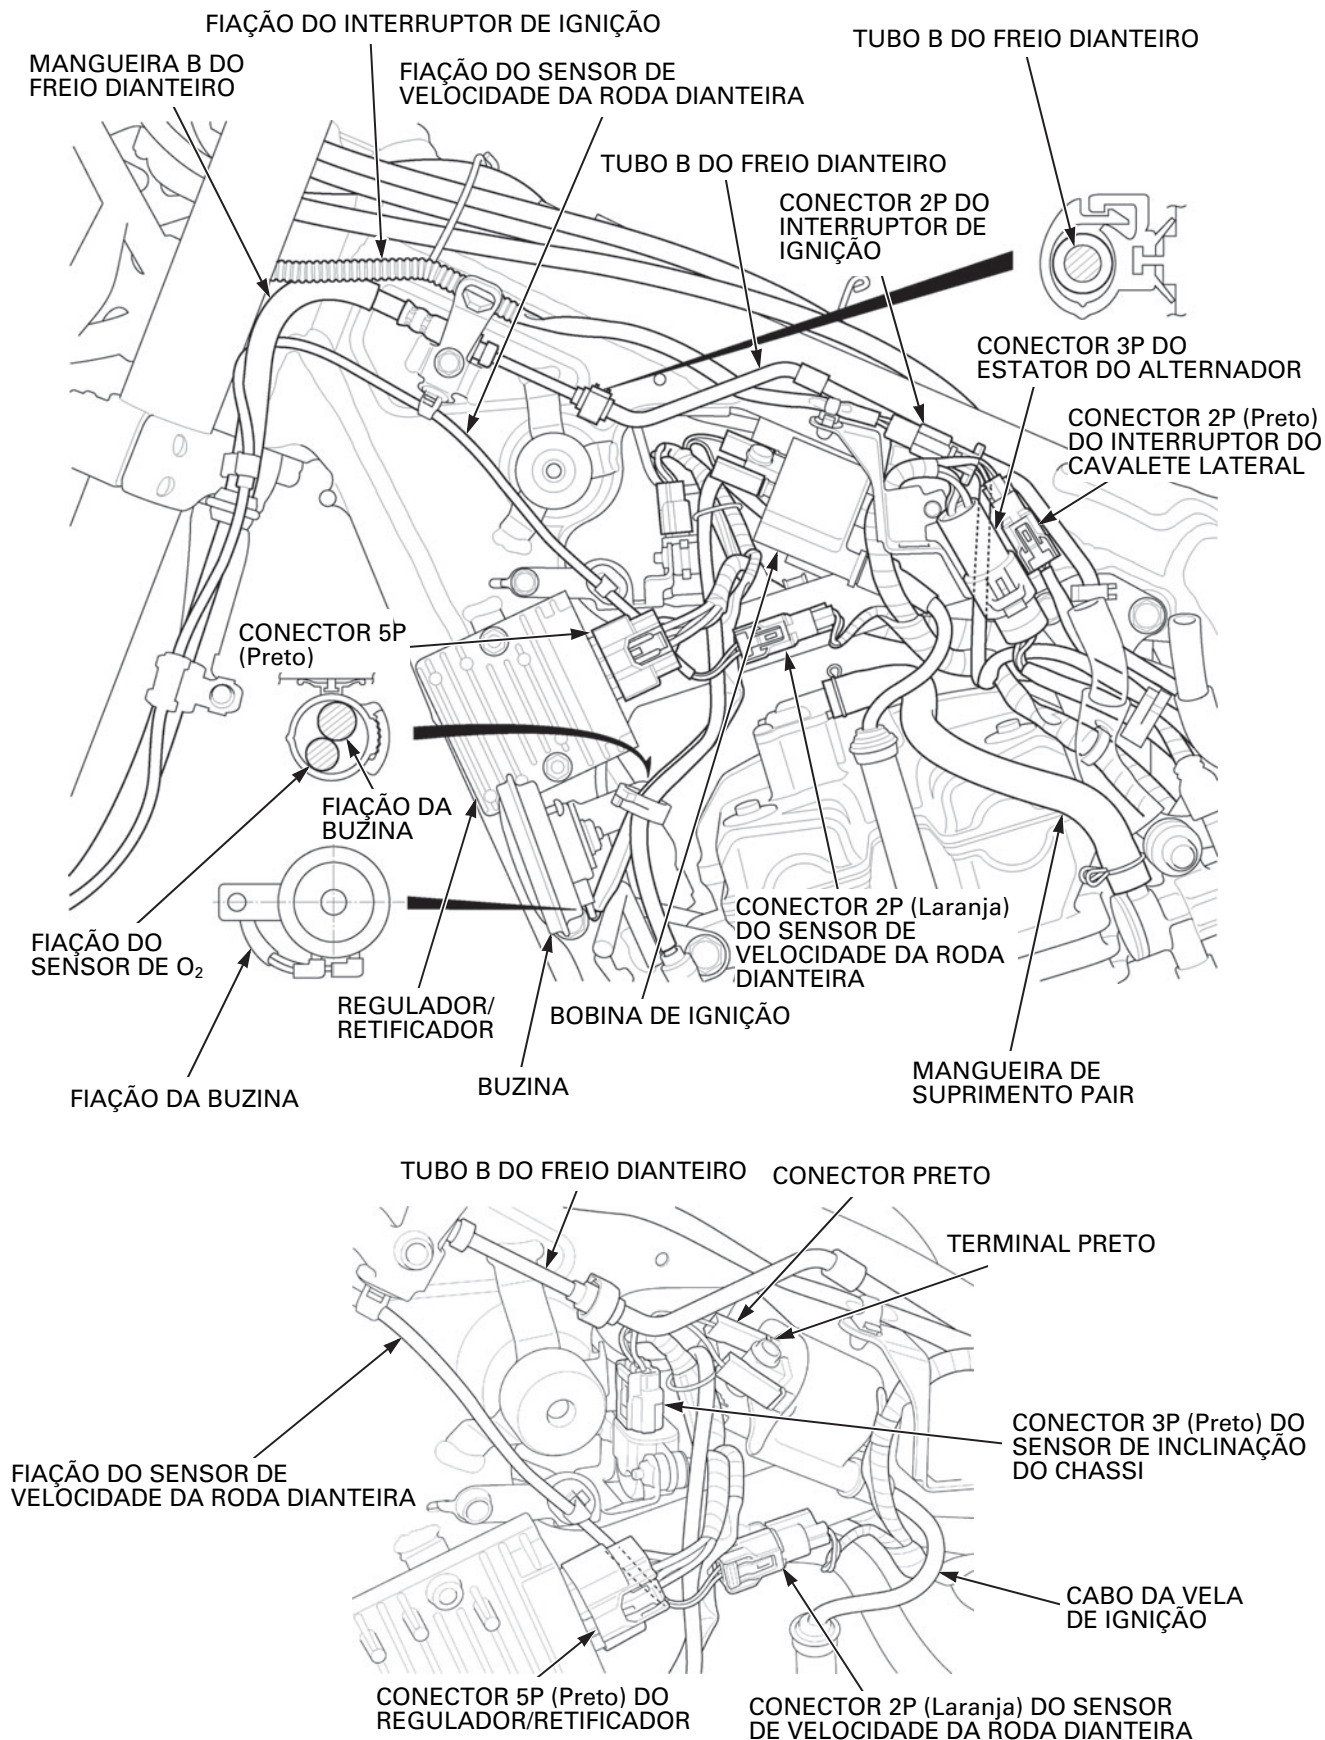 FIAÇÃO DO INTERRUPTOR DE IGNIÇÃO
TUBO B DO FREIO DIANTEIRO
MANGUEIRA B DO
FREIO DIANTEIRO
FIAÇÃO DO SENSOR DE
VELOCIDADE DA RODA DIANTEIRA
TUBO B DO FREIO DIANTEIRO
CONECTOR 2P DO
INTERRUPTOR DE
IGNIÇÃO
CONECTOR 3P DO
ESTATOR DO ALTERNADOR
CONECTOR 2P (Preto)
DO INTERRUPTOR DO
CAVALETE LATERAL
CONECTOR 5P
(Preto)
FIAÇÃO DA
BUZINA
FIAÇÃO DO
SENSOR DE O₂
CONECTOR 2P (Laranja)
DO SENSOR DE
VELOCIDADE DA RODA
DIANTEIRA
REGULADOR/
RETIFICADOR
BOBINA DE IGNIÇÃO
FIAÇÃO DA BUZINA
BUZINA
MANGUEIRA DE
SUPRIMENTO PAIR
TUBO B DO FREIO DIANTEIRO
CONECTOR PRETO
TERMINAL PRETO
CONECTOR 3P (Preto) DO
SENSOR DE INCLINAÇÃO
DO CHASSI
FIAÇÃO DO SENSOR DE
VELOCIDADE DA RODA DIANTEIRA
CABO DA VELA
DE IGNIÇÃO
CONECTOR 5P (Preto) DO
REGULADOR/RETIFICADOR
CONECTOR 2P (Laranja) DO SENSOR
DE VELOCIDADE DA RODA DIANTEIRA